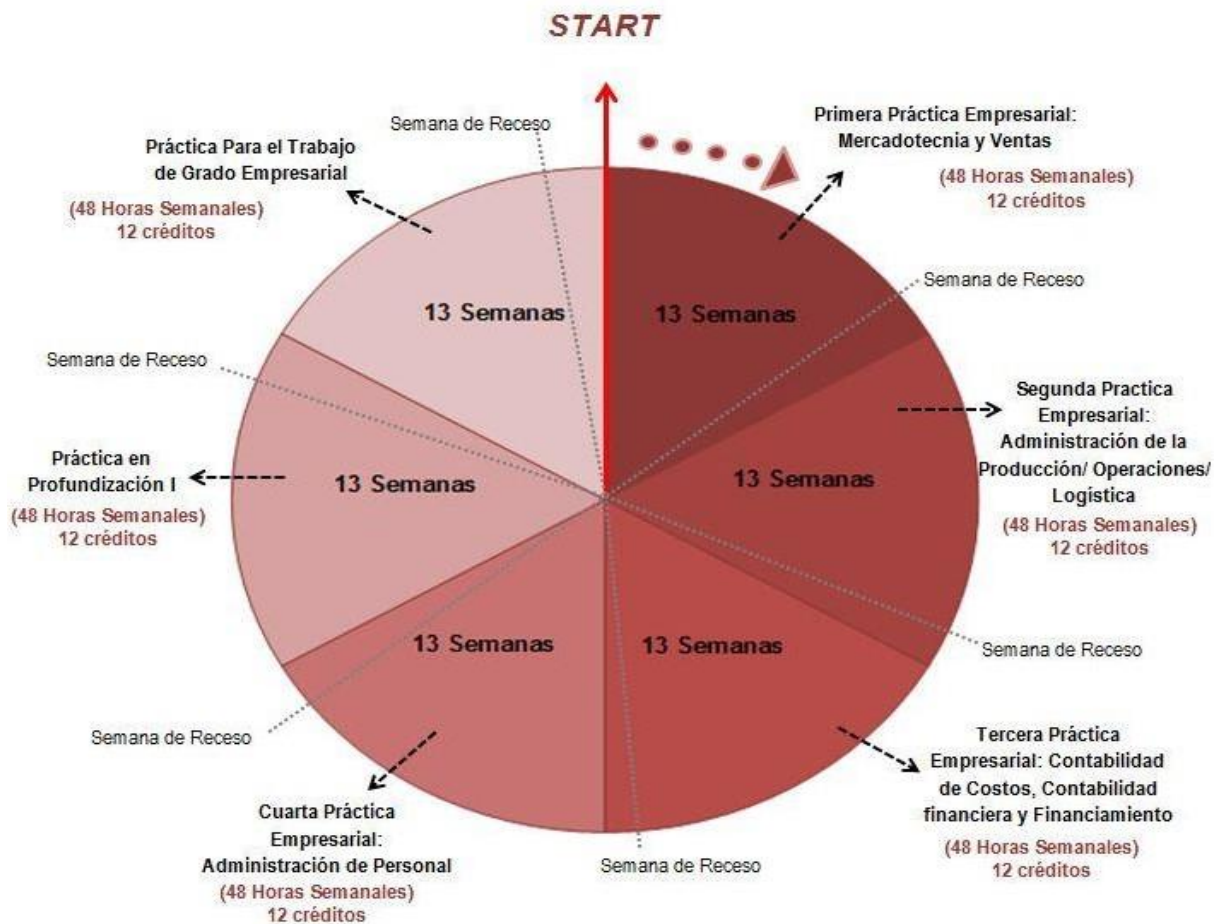 START
Primera Práctica Empresarial:
Mercadotecnia y Ventas
(48 Horas Semanales)
12 créditos
13 Semanas
Semana de Receso
Segunda Practica
Empresarial:
Administración de la
Producción/ Operaciones/
Logística
(48 Horas Semanales)
12 créditos
13 Semanas
Semana de Receso
Tercera Práctica
Empresarial: Contabilidad
de Costos, Contabilidad
financiera y Financiamiento
(48 Horas Semanales)
12 créditos
13 Semanas
Semana de Receso
Cuarta Práctica
Empresarial:
Administración de Personal
(48 Horas Semanales)
12 créditos
13 Semanas
Semana de Receso
Práctica en
Profundización I
(48 Horas Semanales)
12 créditos
13 Semanas
Semana de Receso
Práctica Para el Trabajo
de Grado Empresarial
(48 Horas Semanales)
12 créditos
13 Semanas
Semana de Receso